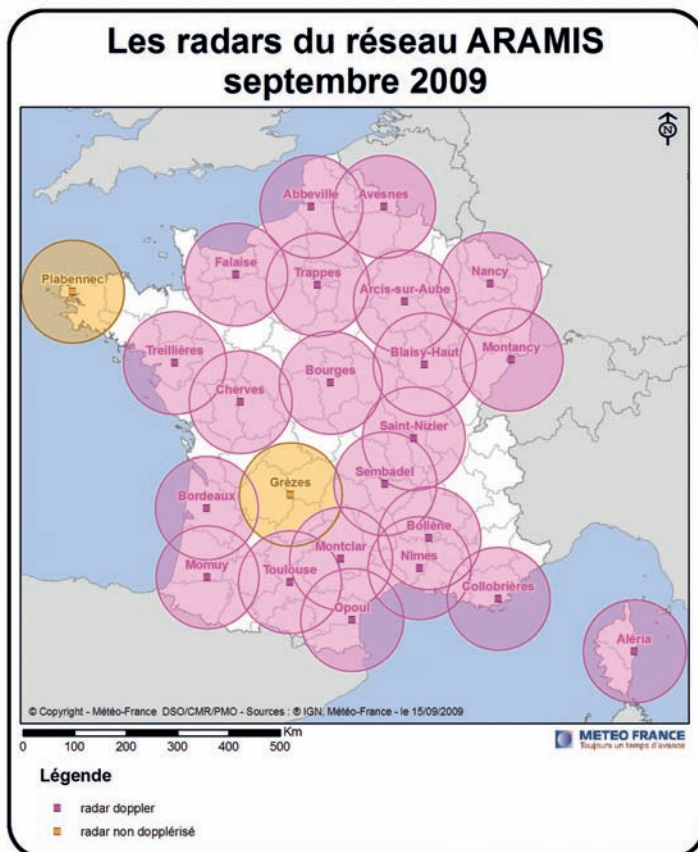 Les radars du réseau ARAMIS
septembre 2009
N
Abbeville Avesnes
Falaise Trappes Nancy
Plabennec Arcis-sur-Aube
Treillières Blaisy-Haut Montancy
Cherves Bourges
Saint-Nizier
Grèzes Sembadel
Bordeaux
Bollène
Momuy Toulouse Montclar Nîmes
Opoul Collobrières
Aléria
© Copyright - Météo-France DSO/CMR/PMO - Sources : ® IGN, Météo-France - le 15/09/2009
Km
0 100 200 300 400 500
METEO FRANCE
Toujours un temps d'avance
Légende
radar doppler
radar non dopplérisé